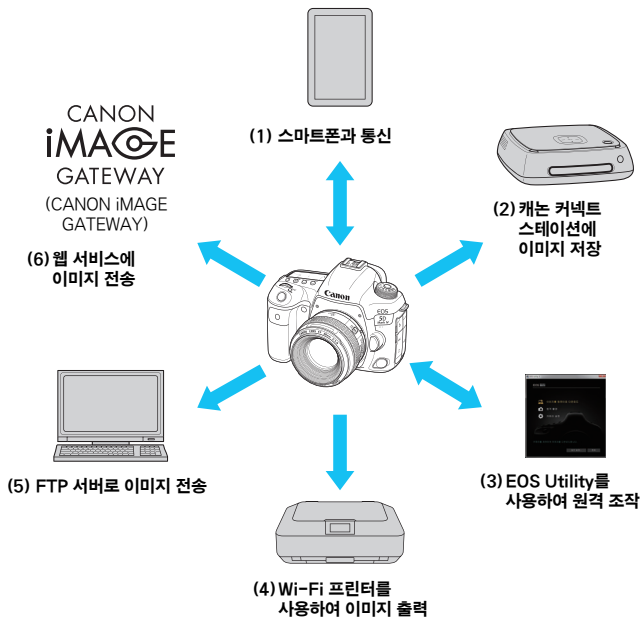 (1) 스마트폰과 통신
CANON
iMAGE
GATEWAY
(CANON iMAGE
GATEWAY)
(6) 웹 서비스에
이미지 전송
(2) 캐논 커넥트
스테이션에
이미지 저장
Canon
EOS
5D
(5) FTP 서버로 이미지 전송
(3) EOS Utility를
사용하여 원격 조작
(4) Wi-Fi 프린터를
사용하여 이미지 출력